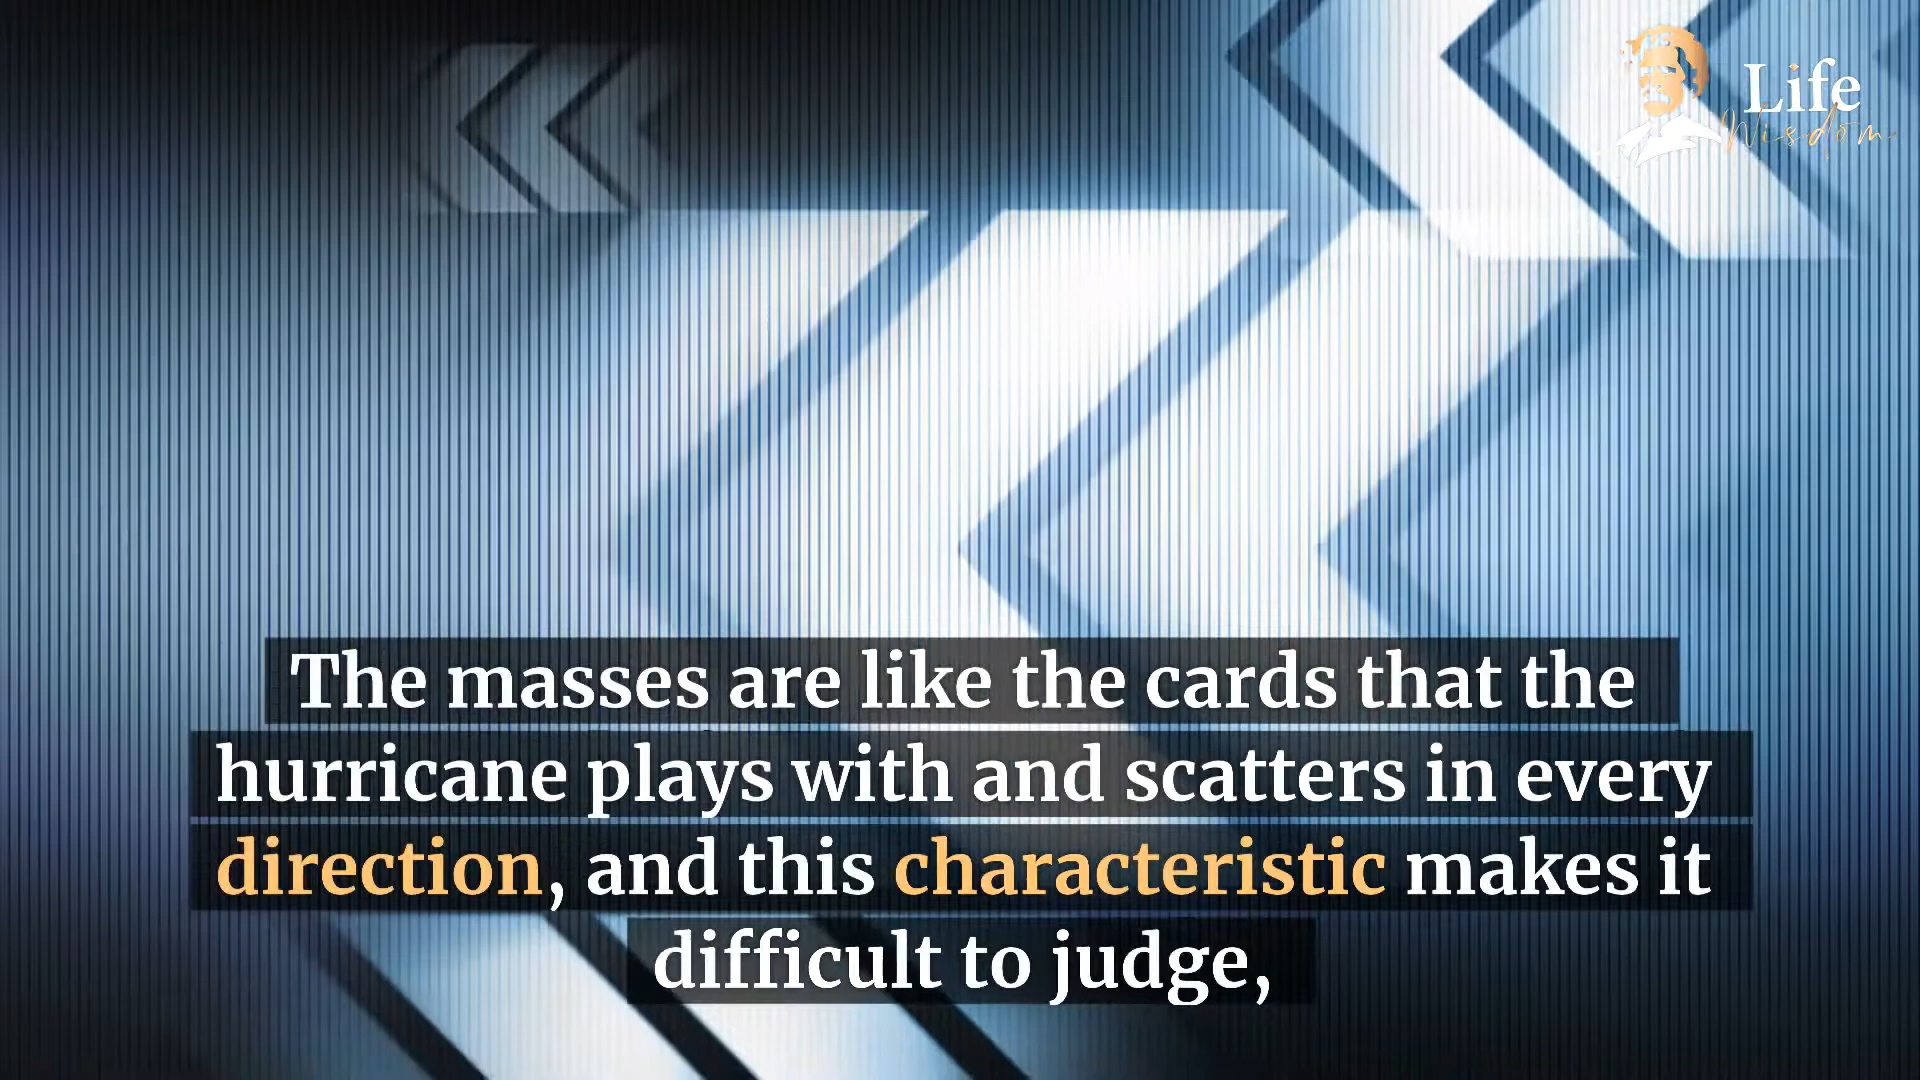 Life
Wisdom
The masses are like the cards that the
hurricane plays with and scatters in every
direction, and this characteristic makes it
difficult to judge,